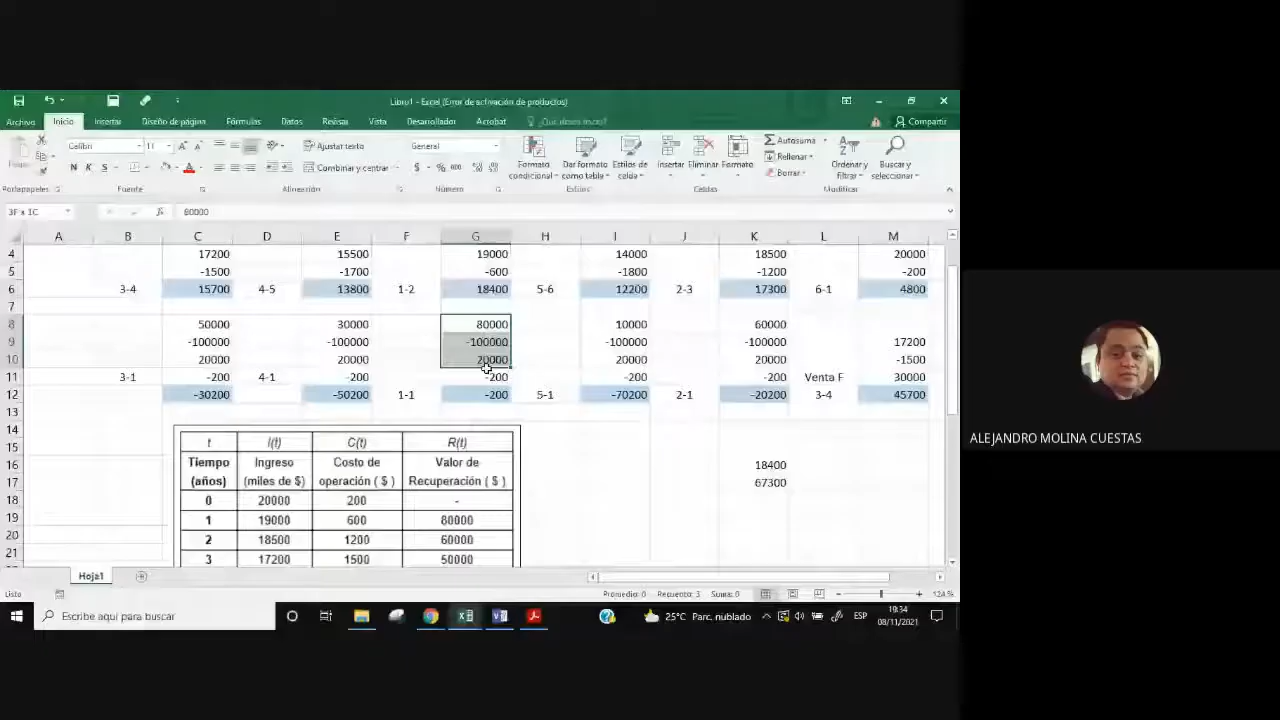 Libro1 - Excel (Error de activación de productos)
Archivo Inicio Insertar Diseño de página Fórmulas Datos Revisar Vista Desarrollador Acrobat ¿Qué desea hacer? Compartir
Calibri 11 Ajustar texto General Autosuma
Combinar y centrar Rellenar
Formato condicional Dar formato como tabla Estilos de celda Insertar Eliminar Formato Borrar Ordenar y filtrar Buscar y seleccionar
Portapapeles Fuente Alineación Número Estilos Celdas Modificar
3F x 1C fx 80000
A B C D E F G H I J K L M
4 17200 15500 19000 14000 18500 20000
5 -1500 -1700 -600 -1800 -1200 -200
6 3-4 15700 4-5 13800 1-2 18400 5-6 12200 2-3 17300 6-1 4800
7
8 50000 30000 80000 10000 60000
9 -100000 -100000 -100000 -100000 -100000 17200
10 20000 20000 20000 20000 20000 -1500
11 3-1 -200 4-1 -200 -200 -200 -200 Venta F 30000
12 -30200 -50200 1-1 -200 5-1 -70200 2-1 -20200 3-4 45700
13
14
15
16 18400
17 67300
18
19
20
21
t I(t) C(t) R(t)
Tiempo (años) Ingreso (miles de $) Costo de operación ( $ ) Valor de Recuperación ( $ )
0 20000 200 -
1 19000 600 80000
2 18500 1200 60000
3 17200 1500 50000
Hoja1
Listo Promedio: 0 Recuento: 3 Suma: 0 124 %
Escribe aquí para buscar 25°C Parc. nublado ESP 19:34
08/11/2021
ALEJANDRO MOLINA CUESTAS